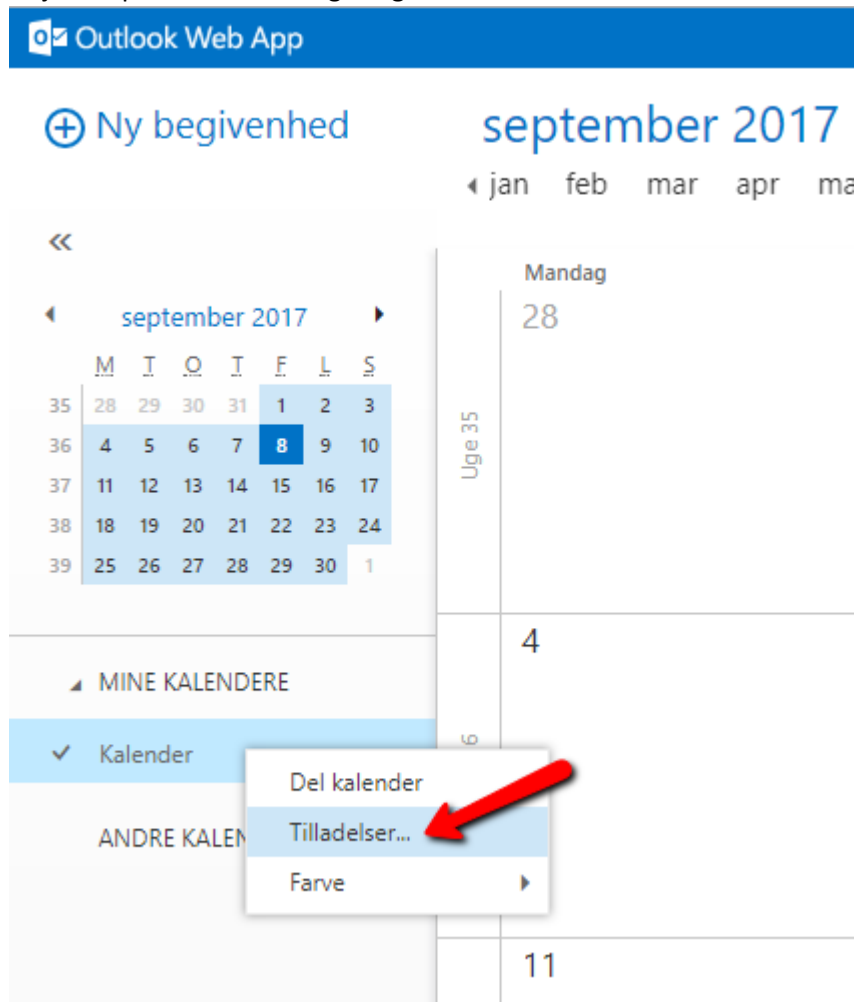 Outlook Web App
Ny begivenhed
september 2017
jan feb mar apr
september 2017
M T O T F L S
35 28 29 30 31 1 2 3
36 4 5 6 7 8 9 10
37 11 12 13 14 15 16 17
38 18 19 20 21 22 23 24
39 25 26 27 28 29 30 1
Mandag
28
Uge 35
4
MINE KALENDERE
Kalender
Del kalender
Tilladelser...
Farve
ANDRE KALEN
11